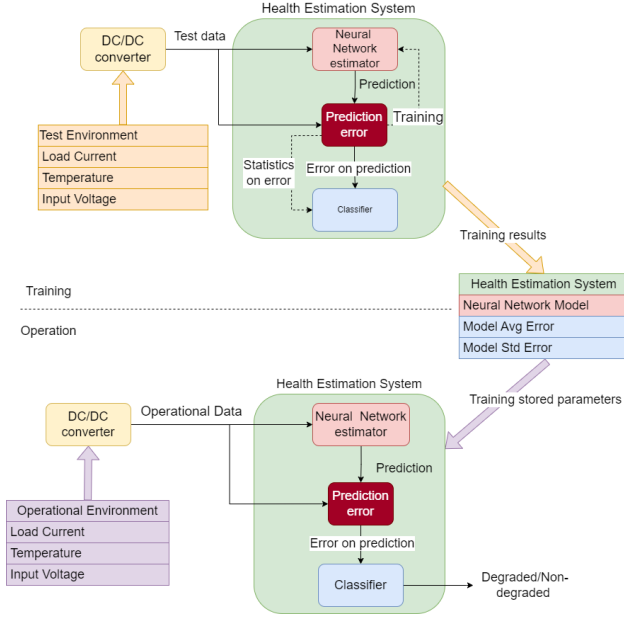 Health Estimation System
DC/DC
converter
Test data
Neural
Network
estimator
Prediction
Training
Prediction
error
Test Environment
Load Current
Temperature
Input Voltage
Statistics
on error
Error on prediction
Classifier
Training results
Training
Operation
Health Estimation System
Neural Network Model
Model Avg Error
Model Std Error
Training stored parameters
Health Estimation System
DC/DC
converter
Operational Data
Neural Network
estimator
Prediction
Prediction
error
Operational Environment
Load Current
Temperature
Input Voltage
Error on prediction
Classifier
Degraded/Non-
degraded